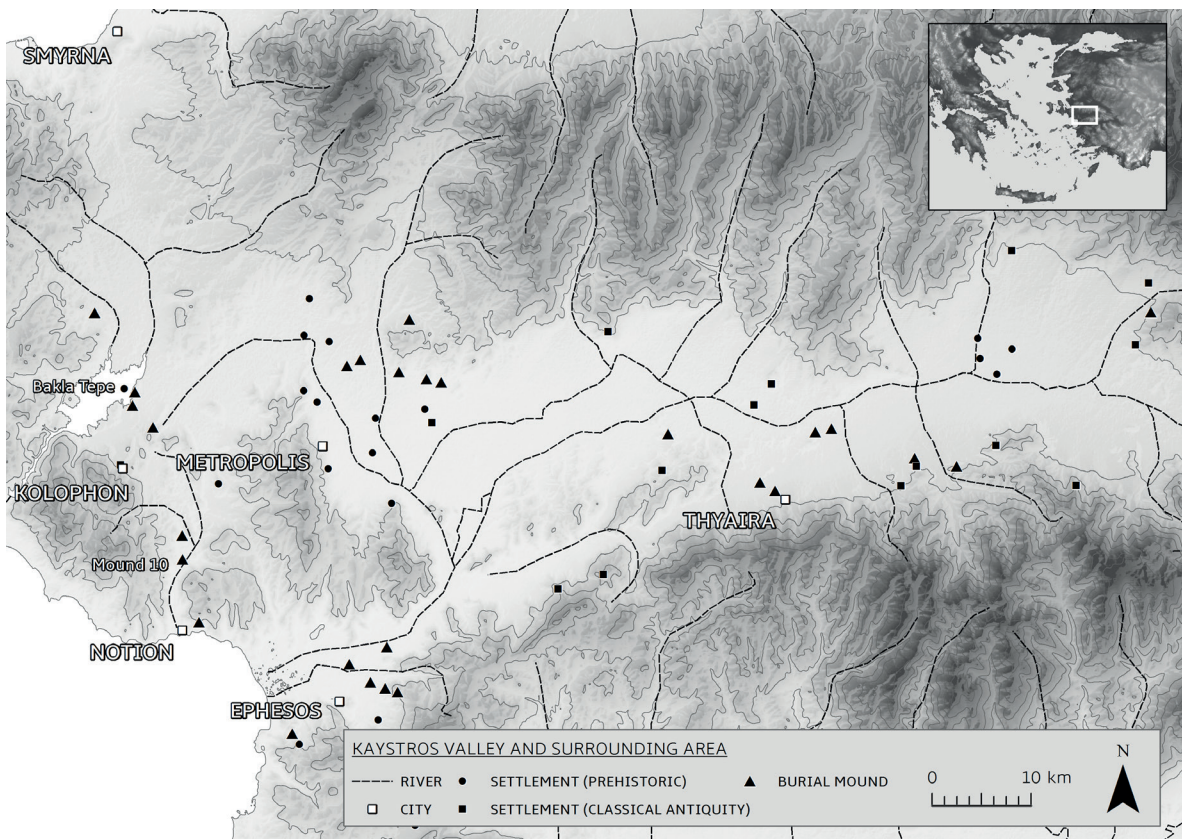 SMYRNA
Bakla Tepe
METROPOLIS
KOLOPHON
THYAIRA
Mound 10
NOTION
EPHESOS
KAYSTROS VALLEY AND SURROUNDING AREA
RIVER
SETTLEMENT (PREHISTORIC)
BURIAL MOUND
CITY
SETTLEMENT (CLASSICAL ANTIQUITY)
0 10 km
N